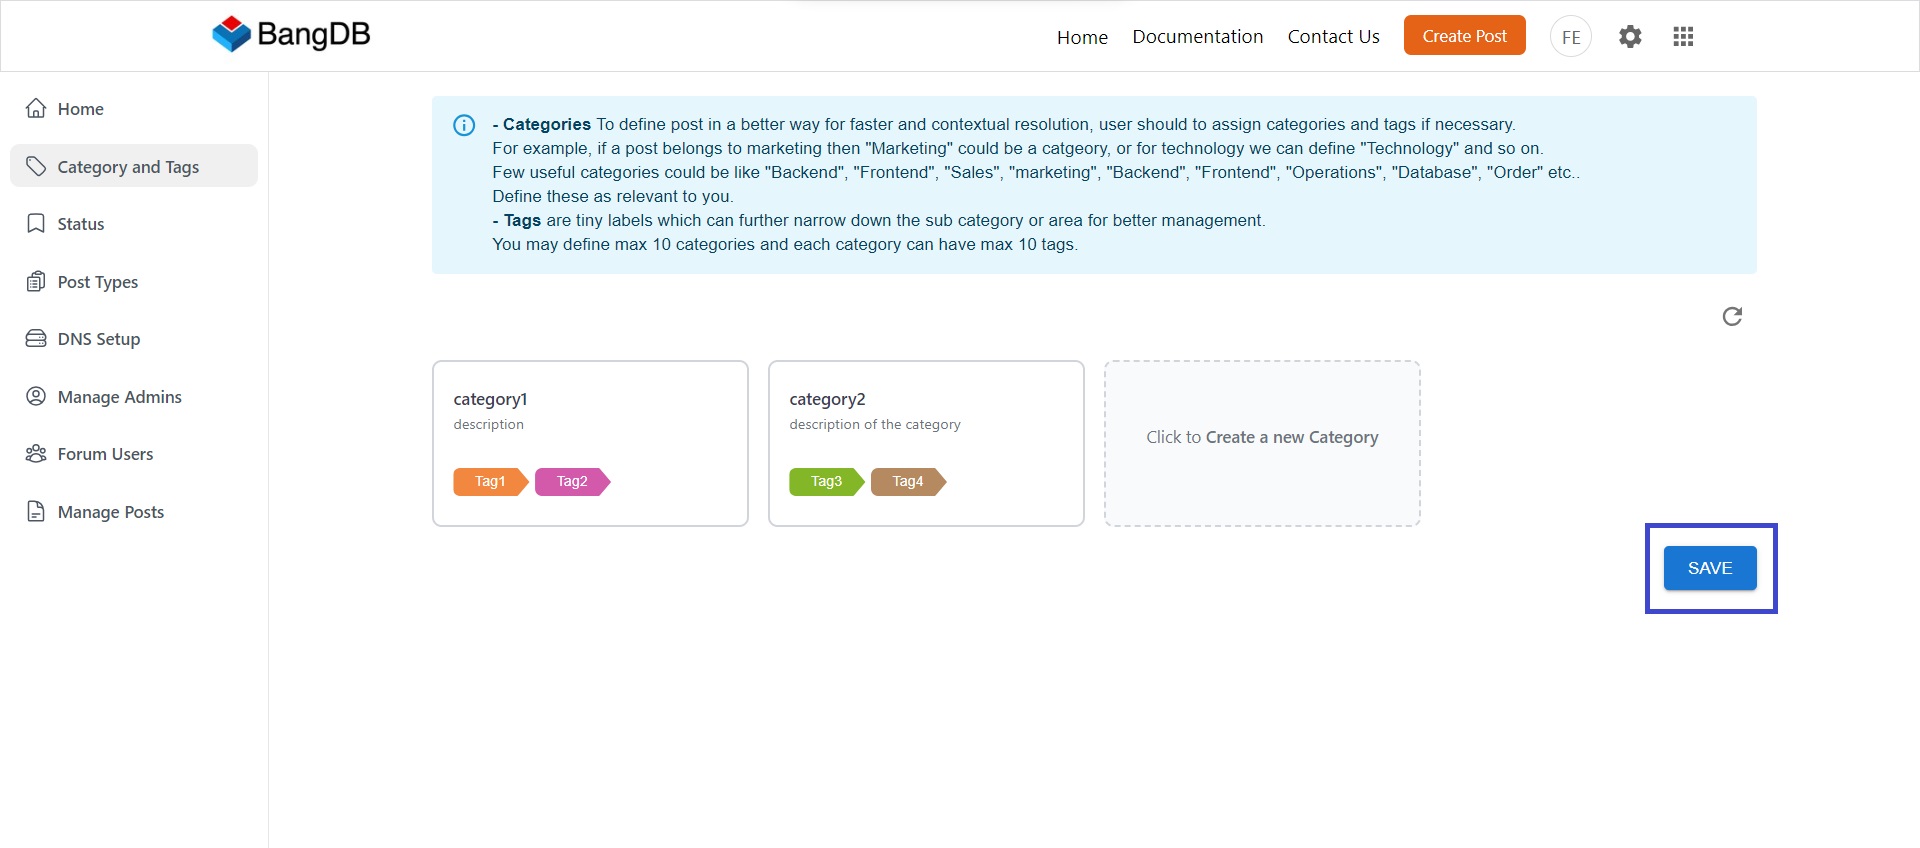 BangDB
Home
Documentation
Contact Us
Create Post
FE
Home
Category and Tags
Status
Post Types
DNS Setup
Manage Admins
Forum Users
Manage Posts
- Categories To define post in a better way for faster and contextual resolution, user should to assign categories and tags if necessary.
For example, if a post belongs to marketing then "Marketing" could be a catgeory, or for technology we can define "Technology" and so on.
Few useful categories could be like "Backend", "Frontend", "Sales", "marketing", "Backend", "Frontend", "Operations", "Database", "Order" etc..
Define these as relevant to you.
- Tags are tiny labels which can further narrow down the sub category or area for better management.
You may define max 10 categories and each category can have max 10 tags.
category1
description
Tag1
Tag2
category2
description of the category
Tag3
Tag4
Click to Create a new Category
SAVE